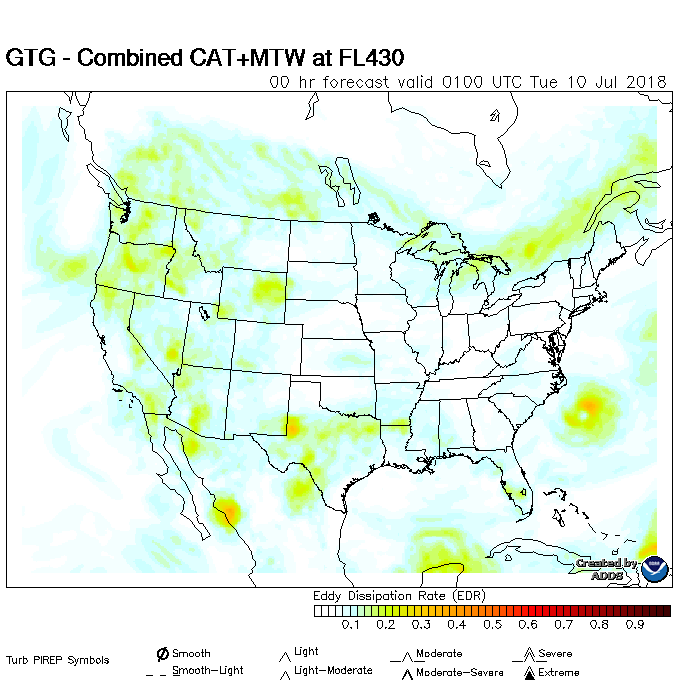 GTG - Combined CAT+MTW at FL430
00 hr forecast valid 0100 UTC Tue 10 Jul 2018
Created by
ADDS
Eddy Dissipation Rate (EDR)
0.1 0.2 0.3 0.4 0.5 0.6 0.7 0.8 0.9
Turb PIREP Symbols
Smooth Light Moderate Severe
Smooth-Light Light-Moderate Moderate-Severe Extreme